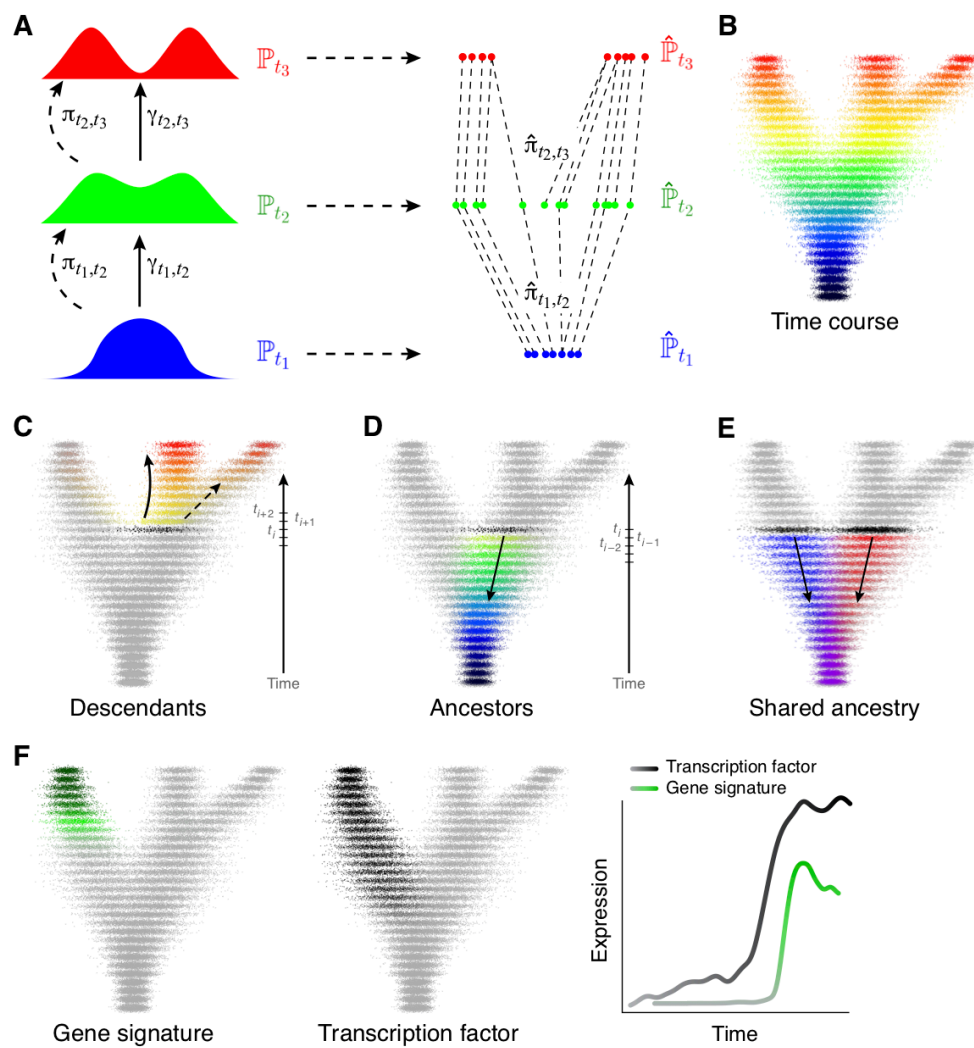 A
ℙt3
ℙ̂t3
B
πt2,t3
γt2,t3
π̂t2,t3
ℙt2
ℙ̂t2
πt1,t2
γt1,t2
π̂t1,t2
ℙt1
ℙ̂t1
Time course
C
D
E
ti+2
ti+1
ti
Time
ti
ti−1
ti−2
Time
Descendants
Ancestors
Shared ancestry
F
Transcription factor
Gene signature
Expression
Time
Gene signature
Transcription factor